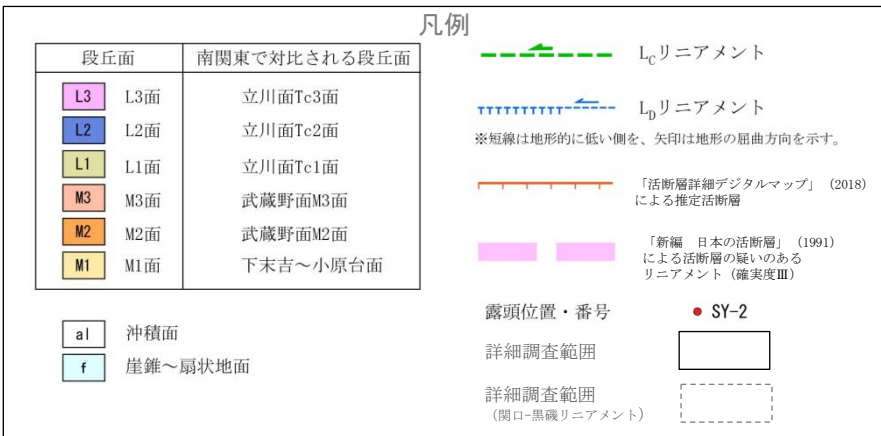 凡例
段丘面 南関東で対比される段丘面
L3 L3面 立川面Tc3面
L2 L2面 立川面Tc2面
L1 L1面 立川面Tc1面
M3 M3面 武蔵野面M3面
M2 M2面 武蔵野面M2面
M1 M1面 下末吉～小原台面
al 沖積面
f 崖錐～扇状地面
LCリニアメント
LDリニアメント
※短線は地形的に低い側を、矢印は地形の屈曲方向を示す。
「活断層詳細デジタルマップ」（2018）
による推定活断層
「新編　日本の活断層」（1991）
による活断層の疑いのある
リニアメント（確実度Ⅲ）
露頭位置・番号 SY-2
詳細調査範囲
詳細調査範囲
（関口-黒磯リニアメント）